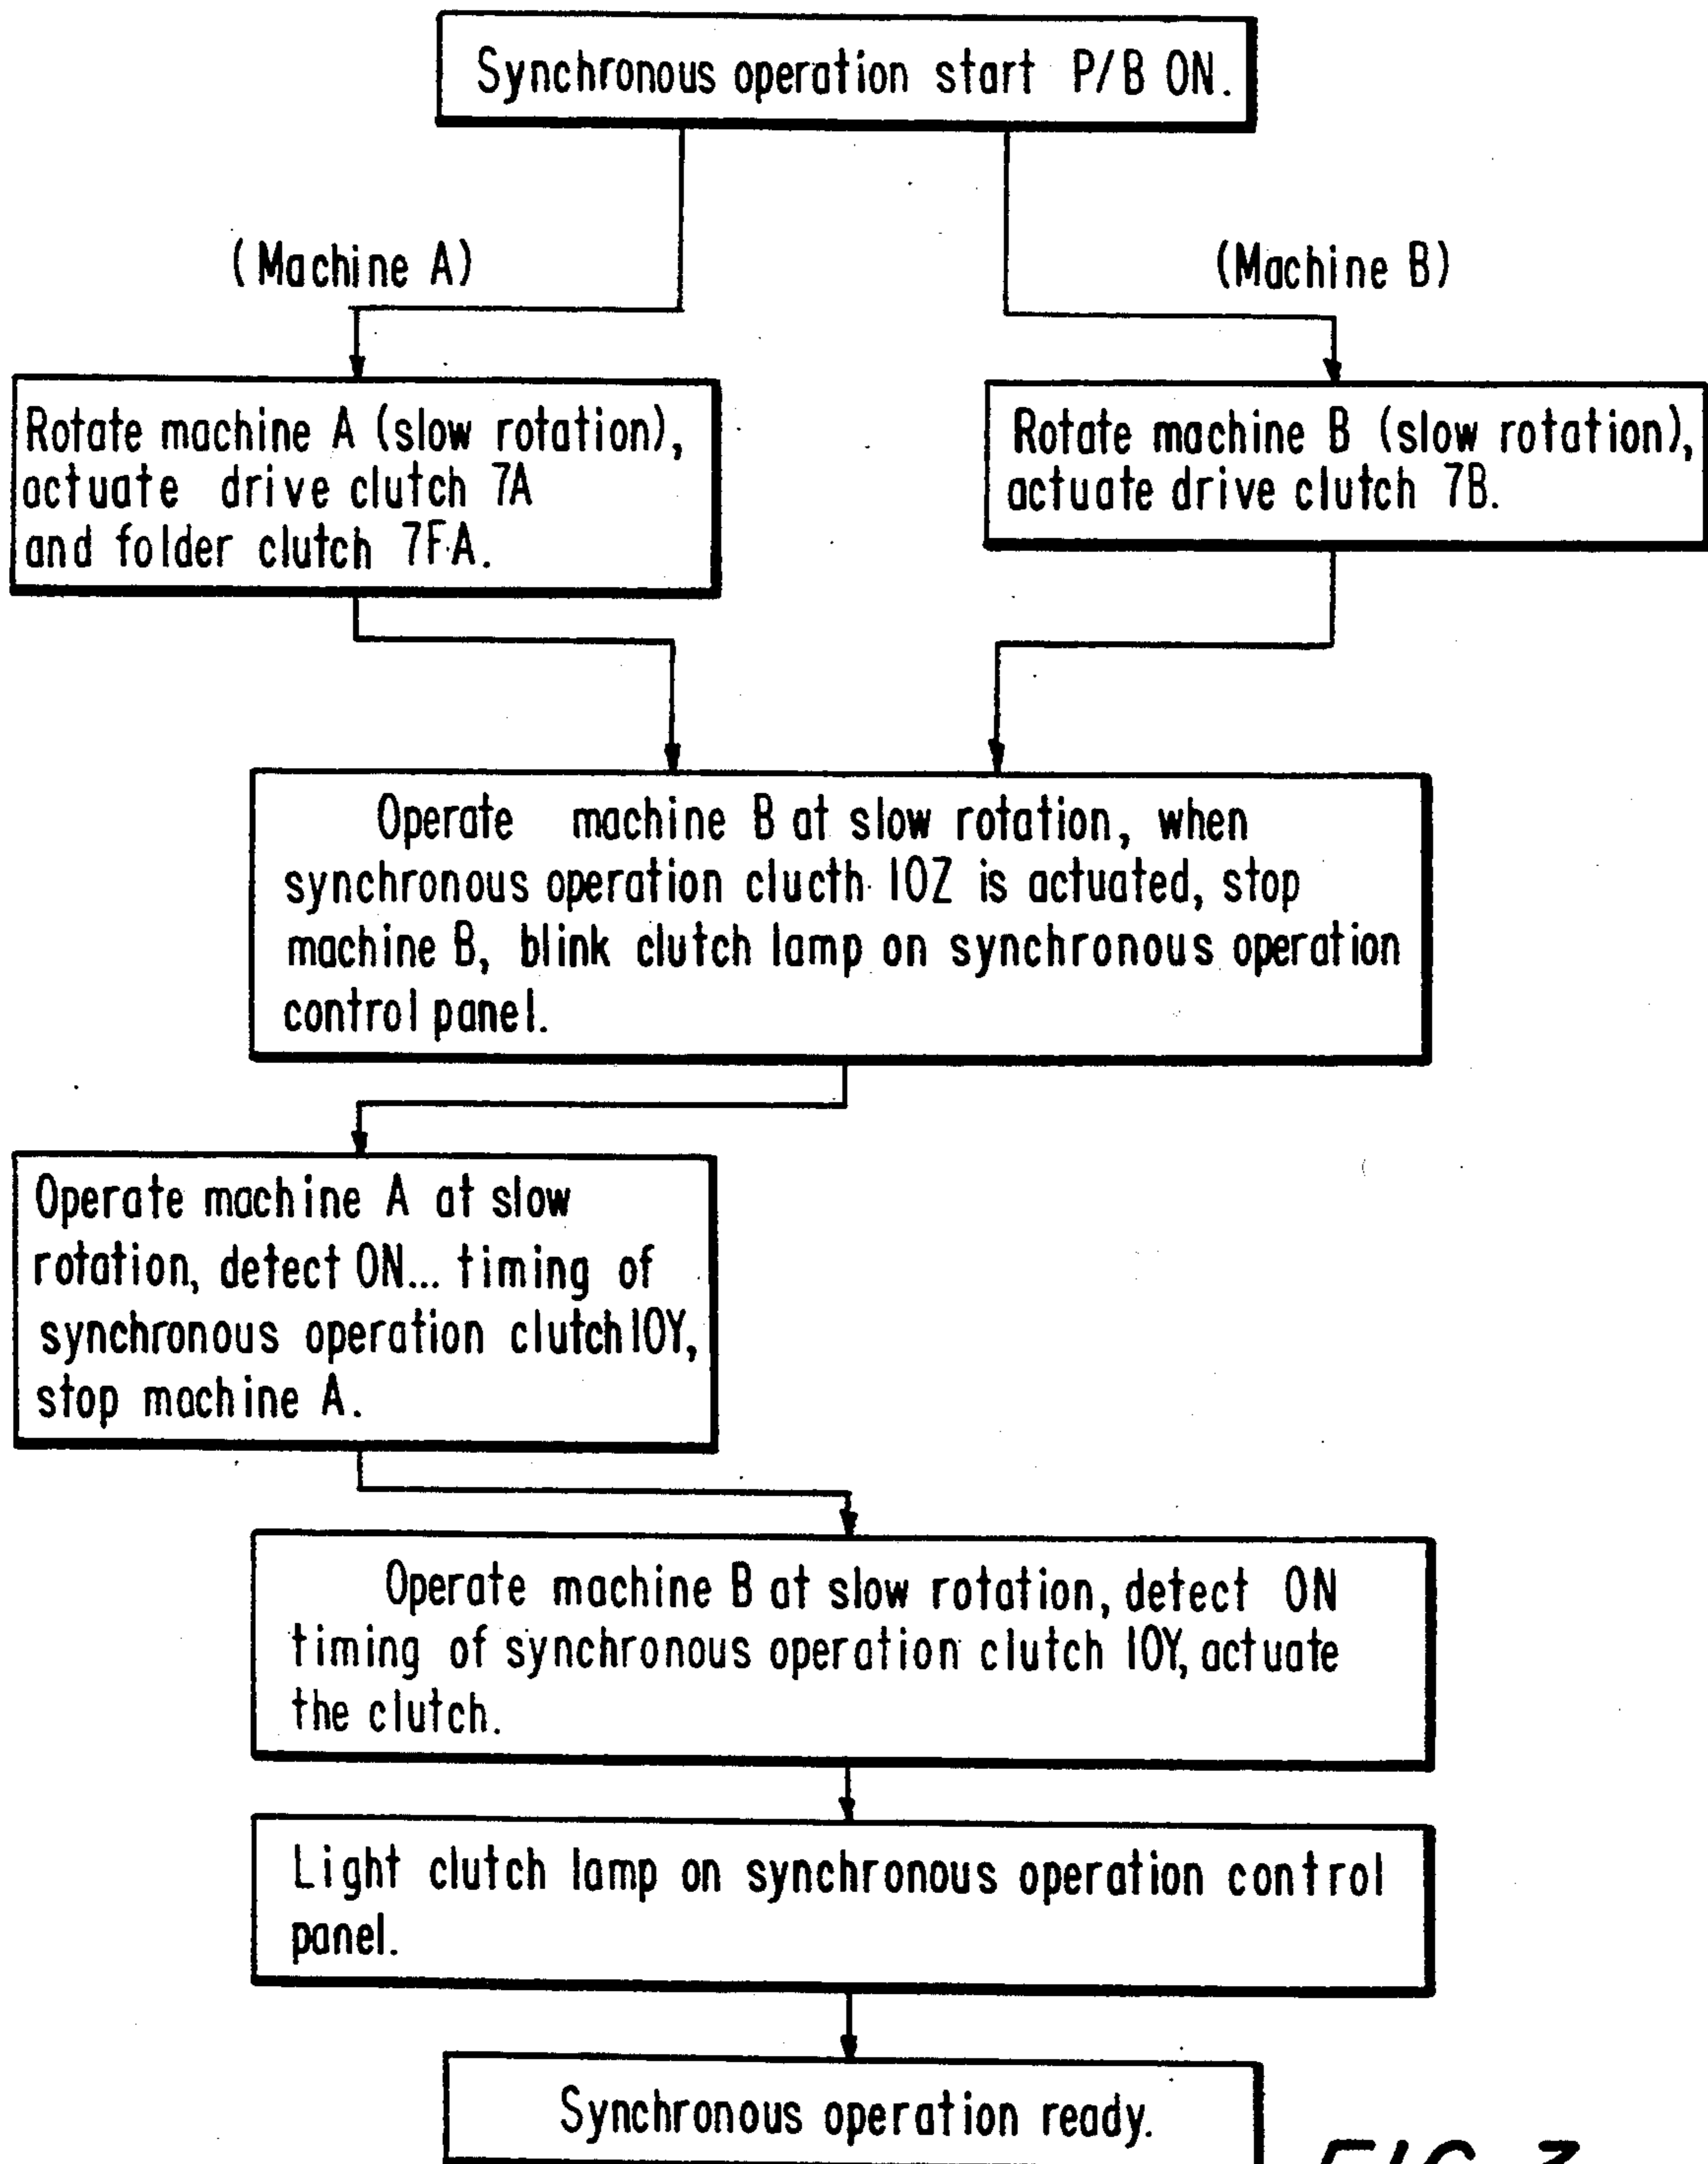 Synchronous operation start P/B ON.
(Machine A)
(Machine B)
Rotate machine A (slow rotation),
actuate drive clutch 7A
and folder clutch 7FA.
Rotate machine B (slow rotation),
actuate drive clutch 7B.
Operate machine B at slow rotation, when
synchronous operation clucth 10Z is actuated, stop
machine B, blink clutch lamp on synchronous operation
control panel.
Operate machine A at slow
rotation, detect ON... timing of
synchronous operation clutch 10Y,
stop machine A.
Operate machine B at slow rotation, detect ON
timing of synchronous operation clutch 10Y, actuate
the clutch.
Light clutch lamp on synchronous operation control
panel.
Synchronous operation ready.
FIG. 3